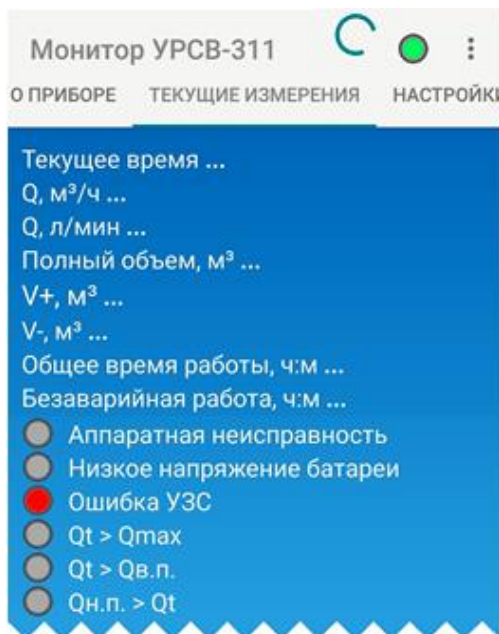 Монитор УРСВ-311
О ПРИБОРЕ ТЕКУЩИЕ ИЗМЕРЕНИЯ НАСТРОЙКИ
Текущее время ...
Q, м³/ч ...
Q, л/мин ...
Полный объем, м³ ...
V+, м³ ...
V-, м³ ...
Общее время работы, ч:м ...
Безаварийная работа, ч:м ...
Аппаратная неисправность
Низкое напряжение батареи
Ошибка УЗС
Qt > Qmax
Qt > Qв.п.
Qн.п. > Qt